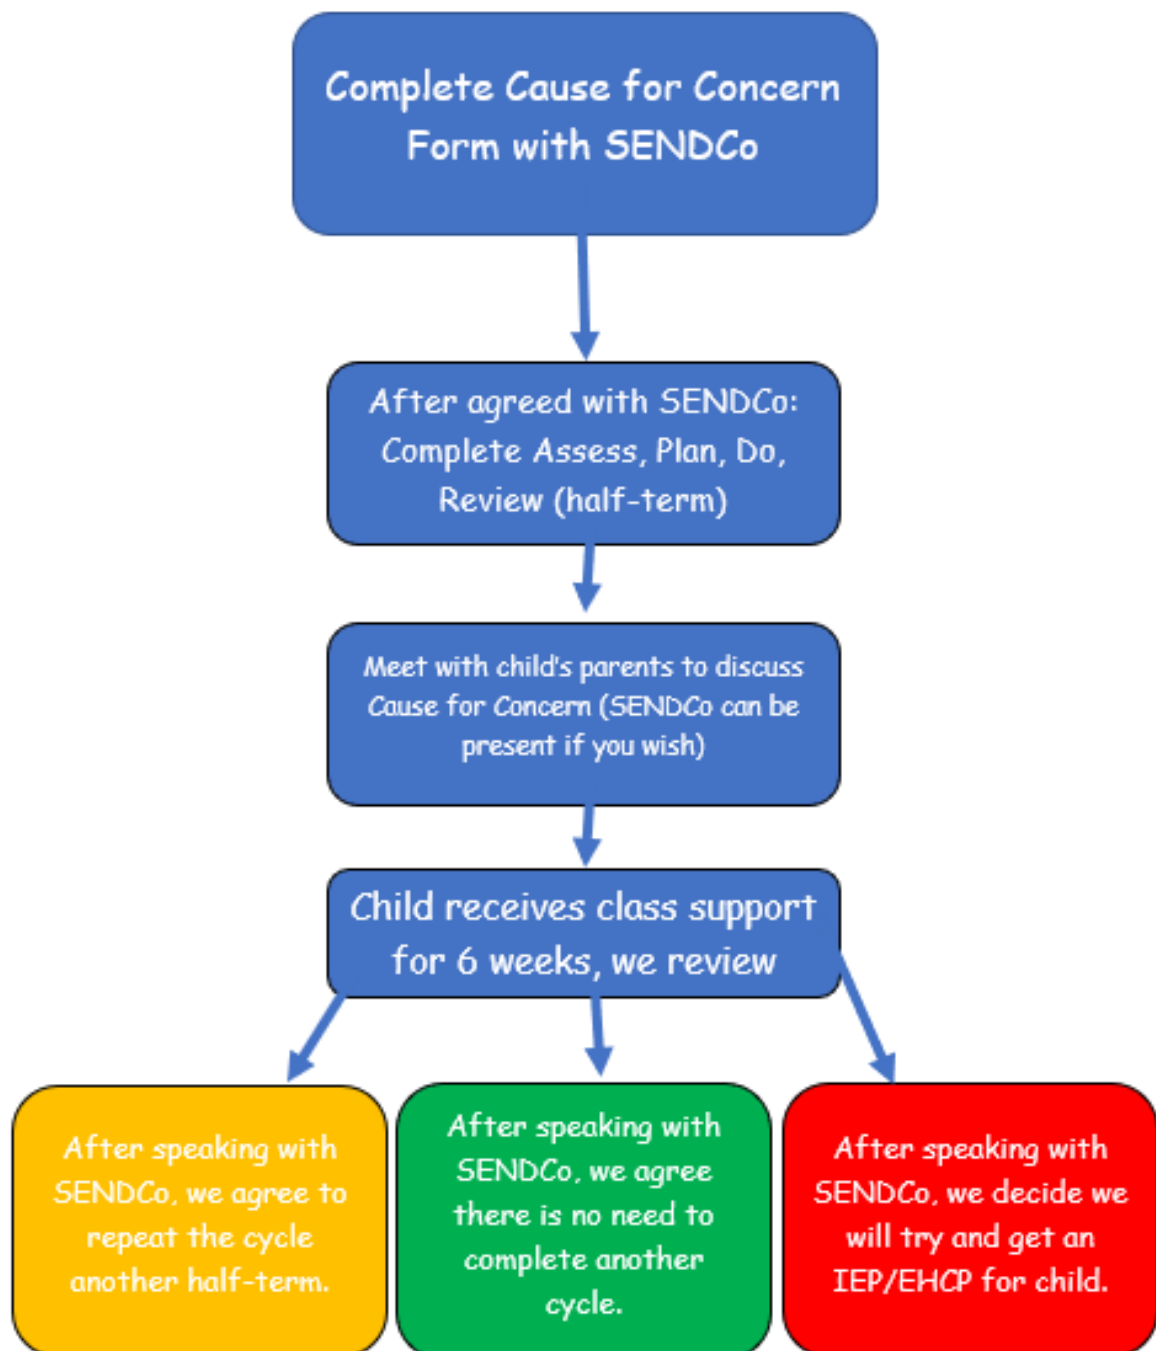 Complete Cause for Concern
Form with SENDCo
After agreed with SENDCo:
Complete Assess, Plan, Do,
Review (half-term)
Meet with child's parents to discuss
Cause for Concern (SENDCo can be
present if you wish)
Child receives class support
for 6 weeks, we review
After speaking with
SENDCo, we agree to
repeat the cycle
another half-term.
After speaking with
SENDCo, we agree
there is no need to
complete another
cycle.
After speaking with
SENDCo, we decide we
will try and get an
IEP/EHCP for child.